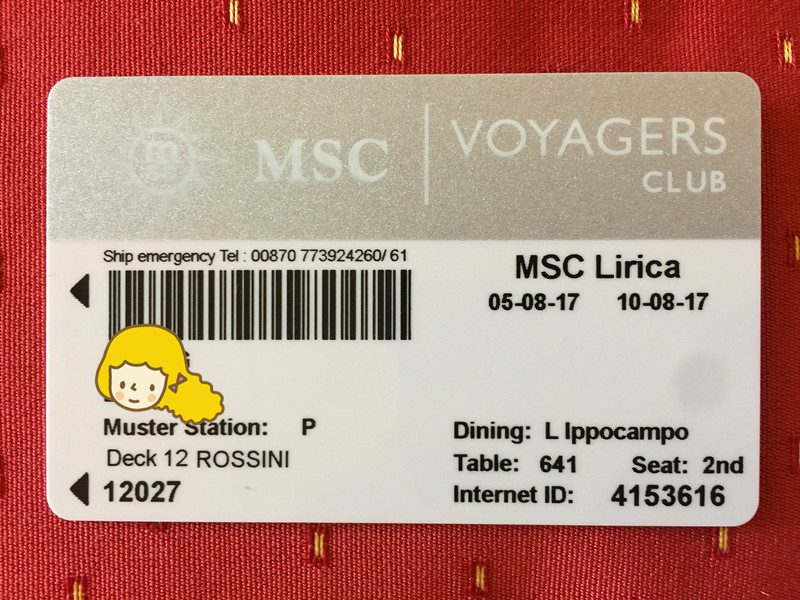 MSC
VOYAGERS
CLUB
Ship emergency Tel : 00870 773924260/ 61
MSC Lirica
05-08-17 10-08-17
Muster Station: P
Deck 12 ROSSINI
12027
Dining: L Ippocampo
Table: 641 Seat: 2nd
Internet ID: 4153616